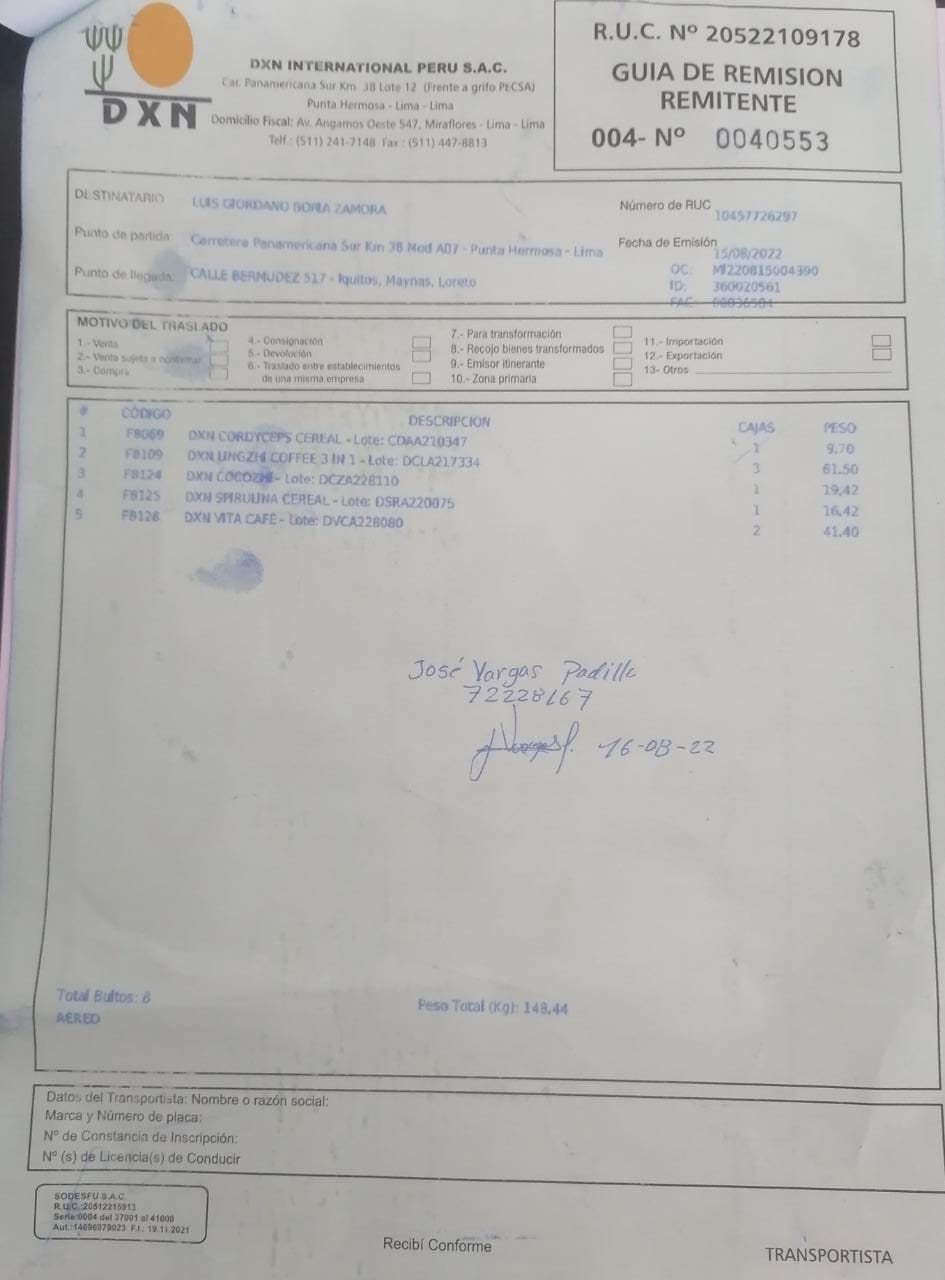 DXN
DXN INTERNATIONAL PERU S.A.C.
Car. Panamericana Sur Km. 38 Lote 12 (Frente a grifo PECSA)
Punta Hermosa - Lima - Lima
Domicilio Fiscal: Av. Angamos Oeste 547, Miraflores - Lima - Lima
Telf.: (511) 241-7148 Fax : (511) 447-8813
R.U.C. Nº 20522109178
GUIA DE REMISION
REMITENTE
004- Nº 0040553
DESTINATARIO LUIS GIORDANO BORIA ZAMORA
Número de RUC 10457726297
Punto de partida: Carretera Panamericana Sur Km 38 Mod A07 - Punta Hermosa - Lima
Fecha de Emisión 15/08/2022
Punto de llegada: CALLE BERMUDEZ 517 - Iquitos, Maynas, Loreto
OC: MI220815004390
ID: 360020561
FAC: 00036504
MOTIVO DEL TRASLADO
1.- Venta
2.- Venta sujeta a confirmar
3.- Compra
4.- Consignación
5.- Devolución
6.- Traslado entre establecimientos
de una misma empresa
7.- Para transformación
8.- Recojo bienes transformados
9.- Emisor itinerante
10.- Zona primaria
11.- Importación
12.- Exportación
13- Otros
# CÓDIGO DESCRIPCION CAJAS PESO
1 FB069 DXN CORDYCEPS CEREAL - Lote: CDAA210347 1 9,70
2 FB109 DXN LINGZHI COFFEE 3 IN 1 - Lote: DCLA217334 3 61.50
3 FB124 DXN COCOZHI - Lote: DCZA228110 1 19,42
4 FB125 DXN SPIRULINA CEREAL - Lote: DSRA220075 1 16,42
5 FB128 DXN VITA CAFE - Lote: DVCA226080 2 41.40
José Vargas Padilla
72228167
16-08-22
Total Bultos: 8
Peso Total (Kg): 148.44
AÉREO
Datos del Transportista: Nombre o razón social:
Marca y Número de placa:
Nº de Constancia de Inscripción:
Nº (s) de Licencia(s) de Conducir
SODESFU S.A.C.
R.U.C.:20512215913
Serie:0004 del 37001 al 41000
Aut.:14696879023 F.I.: 19.11.2021
Recibí Conforme
TRANSPORTISTA